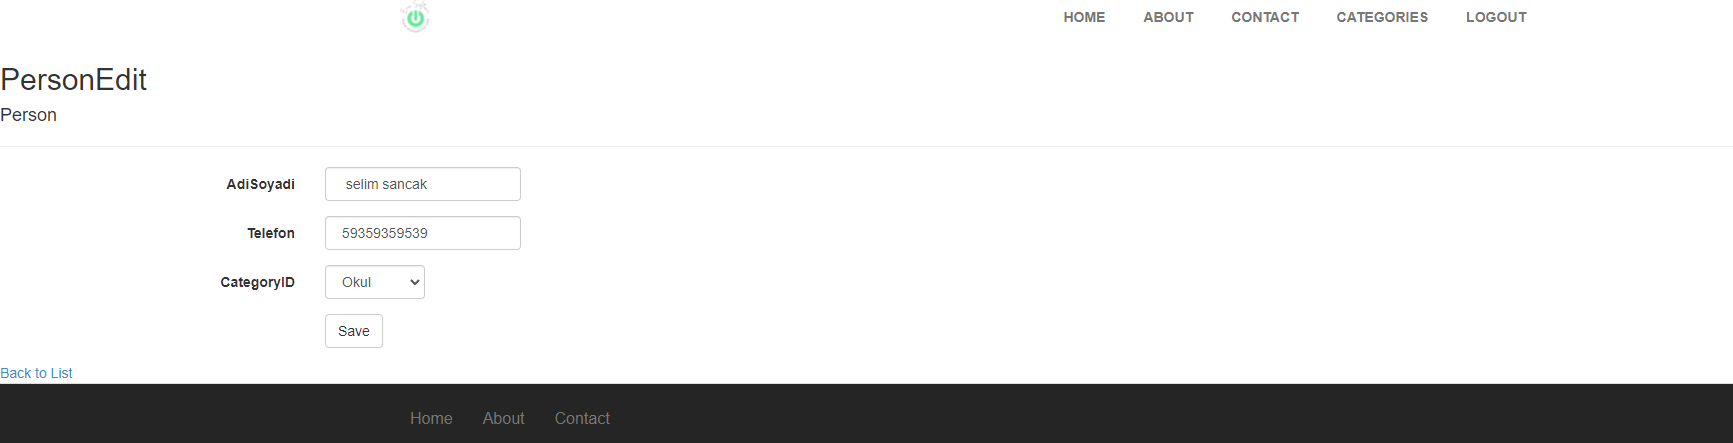 HOME ABOUT CONTACT CATEGORIES LOGOUT
PersonEdit
Person
AdiSoyadi selim sancak
Telefon 59359359539
CategoryID Okul
Save
Back to List
Home About Contact